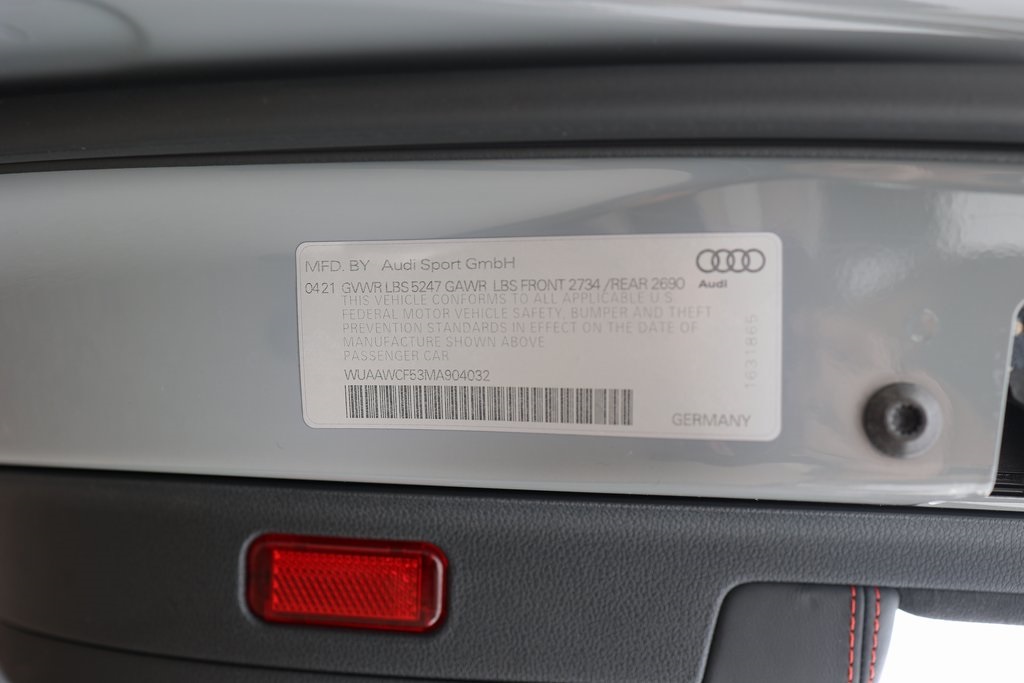 MFD. BY Audi Sport GmbH
Audi
0421 GVWR LBS 5247 GAWR LBS FRONT 2734 / REAR 2690
THIS VEHICLE CONFORMS TO ALL APPLICABLE U.S.
FEDERAL MOTOR VEHICLE SAFETY, BUMPER AND THEFT
PREVENTION STANDARDS IN EFFECT ON THE DATE OF
MANUFACTURE SHOWN ABOVE
PASSENGER CAR
WUAAWCF53MA904032
GERMANY
1631865